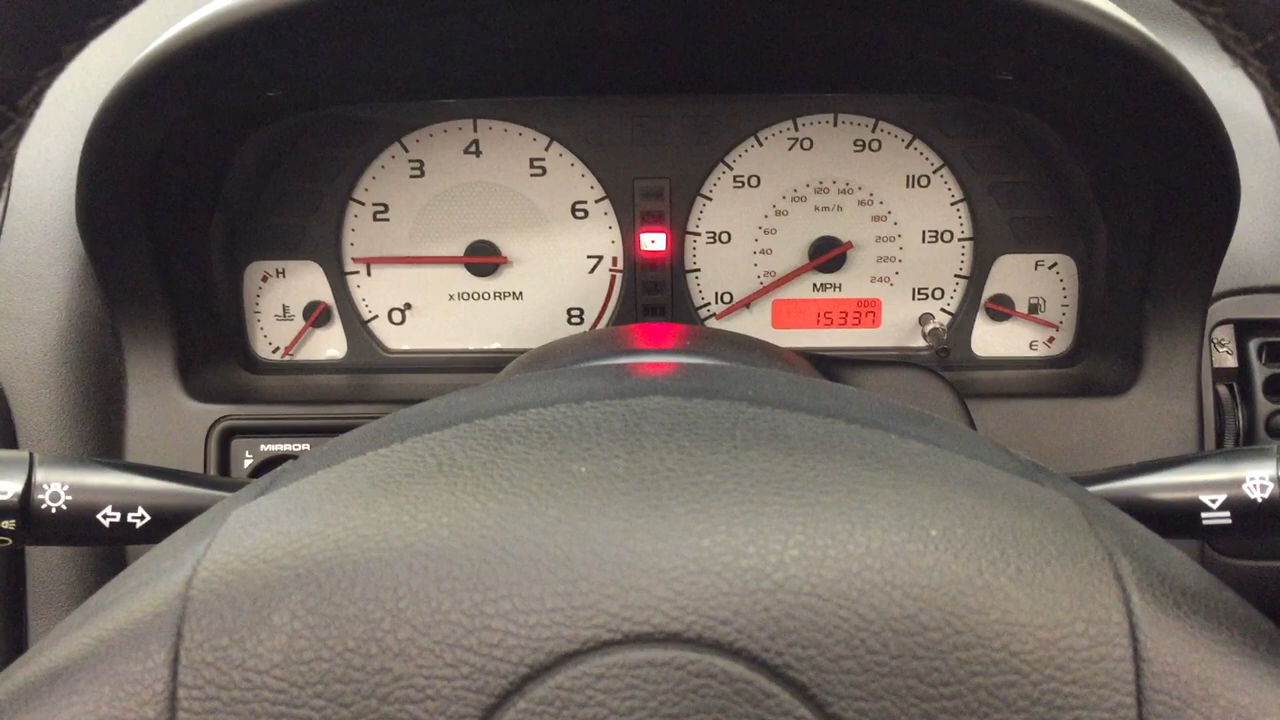 H
0 1 2 3 4 5 6 7 8
x1000 RPM
10 30 50 70 90 110 130 150
20 40 60 80 100 120 140 160 180 200 220 240
km/h
MPH
ODO
15337
F
E
L MIRROR